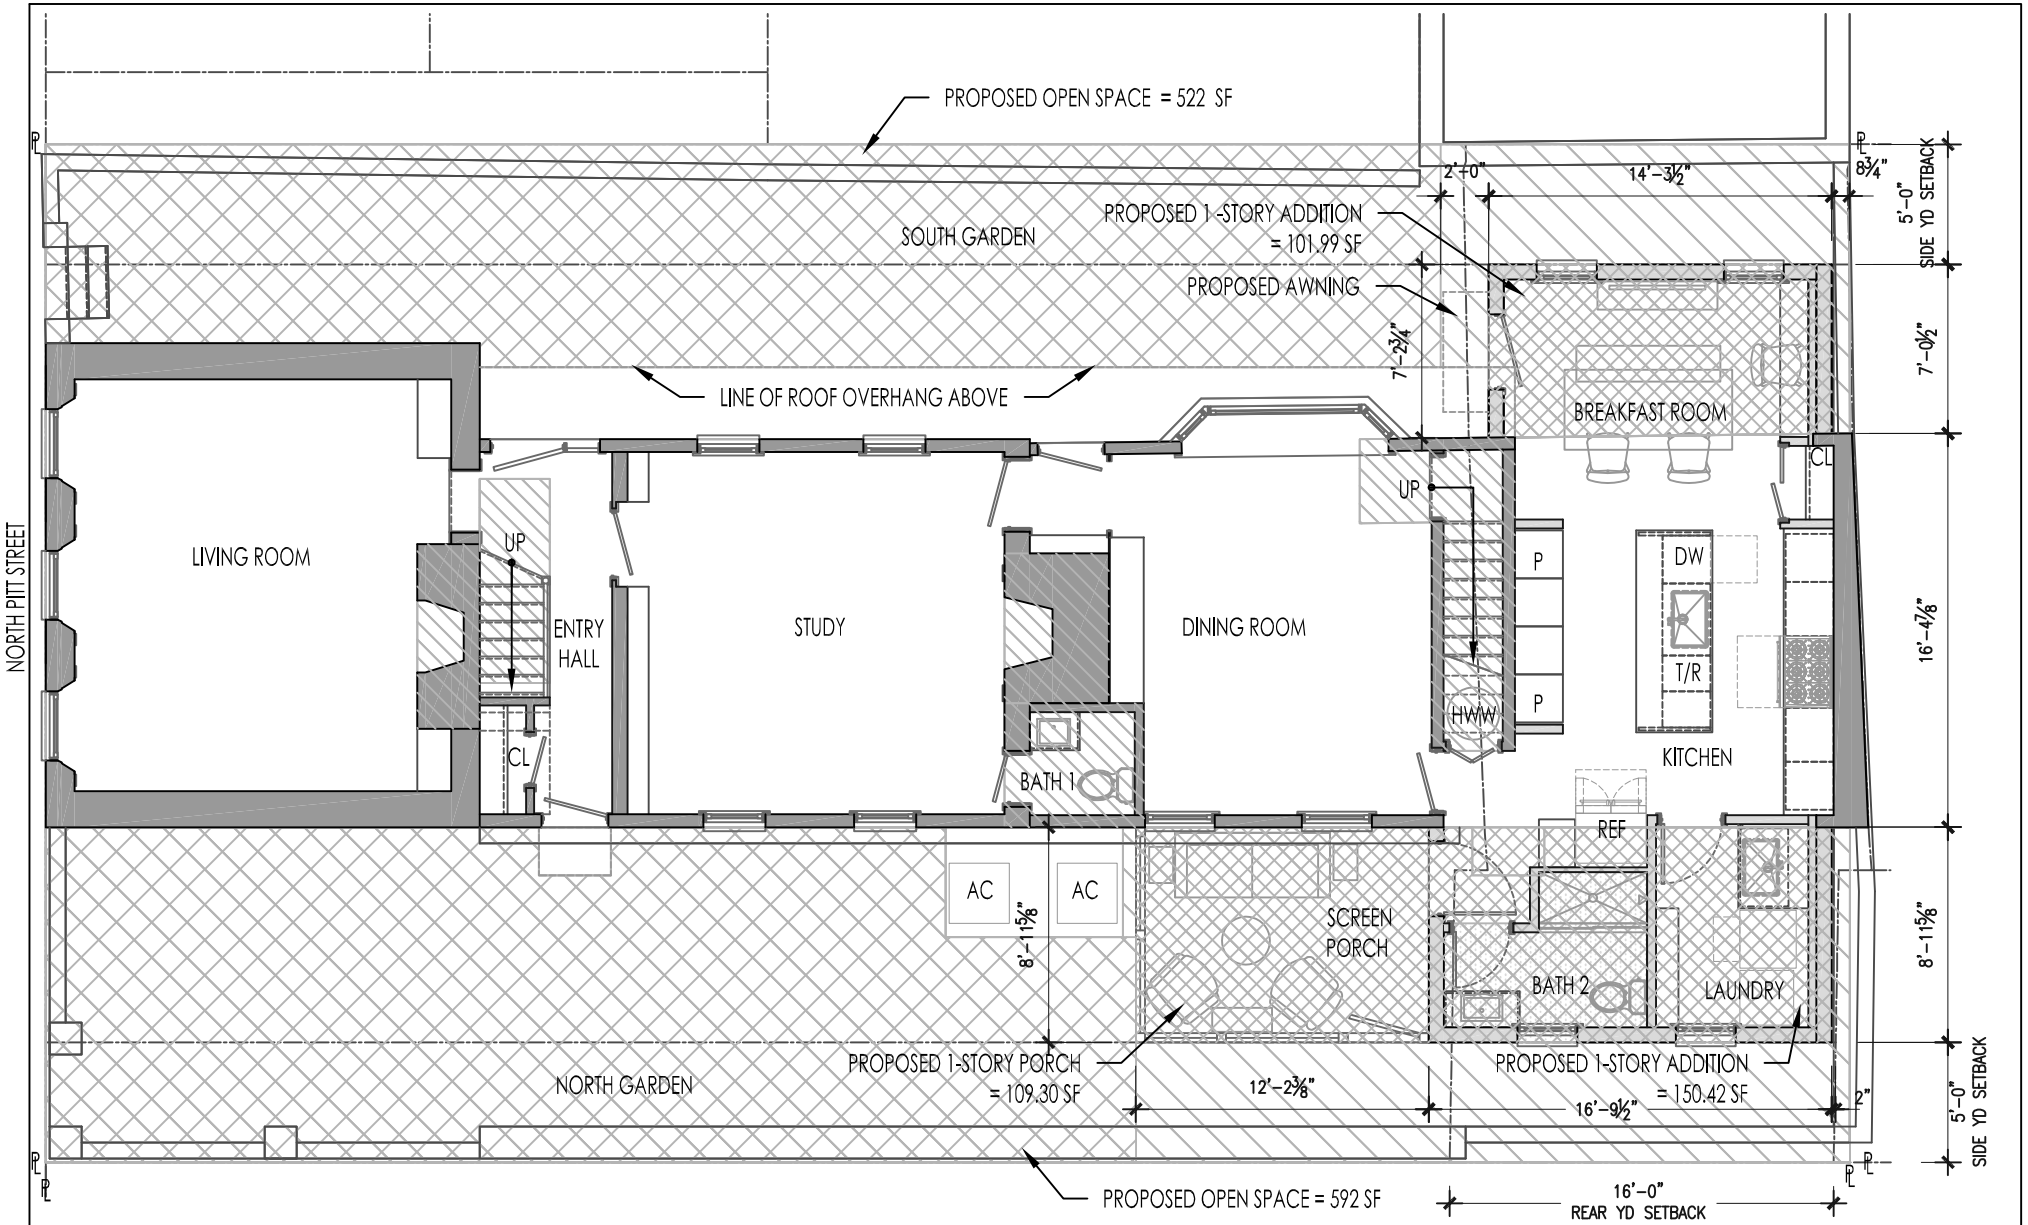 PROPOSED OPEN SPACE = 522 SF
2'-0"
14'-3½"
8¾"
5'-0"
SIDE YD SETBACK
PROPOSED 1-STORY ADDITION
= 101.99 SF
SOUTH GARDEN
PROPOSED AWNING
7'-2¾"
7'-0½"
LINE OF ROOF OVERHANG ABOVE
BREAKFAST ROOM
CL
UP
NORTH PITT STREET
LIVING ROOM
UP
ENTRY
HALL
STUDY
DINING ROOM
P
DW
T/R
P
HWW
16'-4⅞"
KITCHEN
CL
BATH 1
REF
AC
AC
8'-11⅝"
SCREEN
PORCH
BATH 2
LAUNDRY
8'-11⅝"
PROPOSED 1-STORY PORCH
= 109.30 SF
PROPOSED 1-STORY ADDITION
= 150.42 SF
NORTH GARDEN
12'-2⅜"
16'-9½"
2"
5'-0"
SIDE YD SETBACK
PROPOSED OPEN SPACE = 592 SF
16'-0"
REAR YD SETBACK
PL
PL
PL
PL
PL
PL